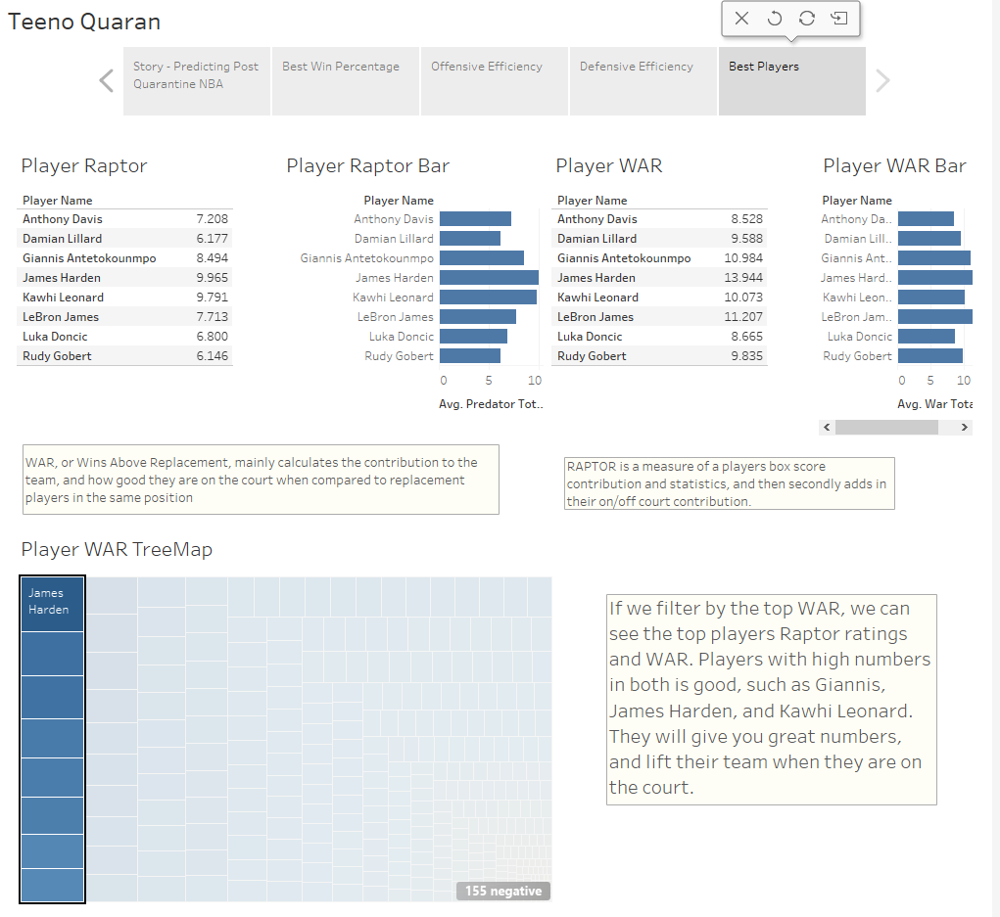 Teeno Quaran
Story - Predicting Post
Quarantine NBA
Best Win Percentage
Offensive Efficiency
Defensive Efficiency
Best Players
Player Raptor
Player Name
Anthony Davis 7.208
Damian Lillard 6.177
Giannis Antetokounmpo 8.494
James Harden 9.965
Kawhi Leonard 9.791
LeBron James 7.713
Luka Doncic 6.800
Rudy Gobert 6.146
Player Raptor Bar
Player Name
Anthony Davis
Damian Lillard
Giannis Antetokounmpo
James Harden
Kawhi Leonard
LeBron James
Luka Doncic
Rudy Gobert
0 5 10
Avg. Predator Tot..
Player WAR
Player Name
Anthony Davis 8.528
Damian Lillard 9.588
Giannis Antetokounmpo 10.984
James Harden 13.944
Kawhi Leonard 10.073
LeBron James 11.207
Luka Doncic 8.665
Rudy Gobert 9.835
Player WAR Bar
Player Name
Anthony Da..
Damian Lill..
Giannis Ant..
James Hard..
Kawhi Leon..
LeBron Jam..
Luka Doncic
Rudy Gobert
0 5 10
Avg. War Tota
WAR, or Wins Above Replacement, mainly calculates the contribution to the
team, and how good they are on the court when compared to replacement
players in the same position
RAPTOR is a measure of a players box score
contribution and statistics, and then secondly adds in
their on/off court contribution.
Player WAR TreeMap
James
Harden
155 negative
If we filter by the top WAR, we can
see the top players Raptor ratings
and WAR. Players with high numbers
in both is good, such as Giannis,
James Harden, and Kawhi Leonard.
They will give you great numbers,
and lift their team when they are on
the court.